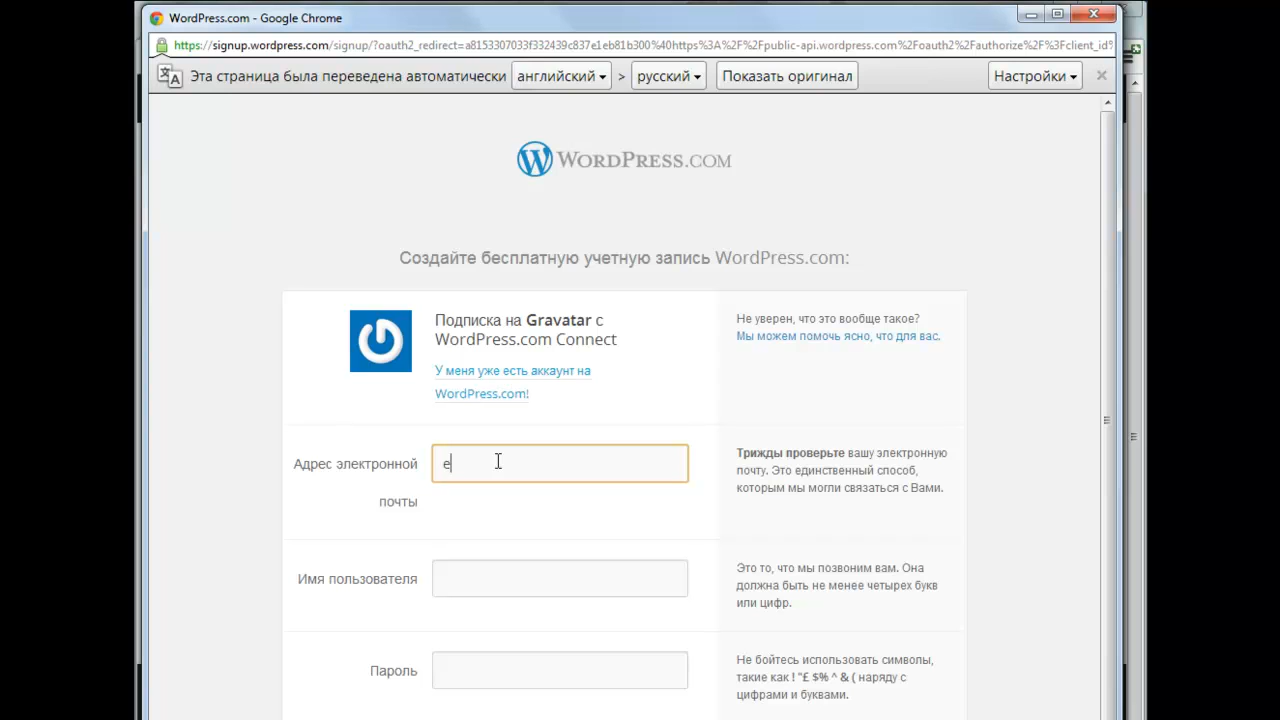 WordPress.com - Google Chrome
https://signup.wordpress.com/signup/?oauth2_redirect=a8153307033f332439c837e1eb81b300%40https%3A%2F%2Fpublic-api.wordpress.com%2Foauth2%2Fauthorize%2F%3Fclient_id%
Эта страница была переведена автоматически английский > русский Показать оригинал Настройки
WORDPRESS.COM
Создайте бесплатную учетную запись WordPress.com:
Подписка на Gravatar с
WordPress.com Connect
У меня уже есть аккаунт на
WordPress.com!
Не уверен, что это вообще такое?
Мы можем помочь ясно, что для вас.
Адрес электронной
почты
e
Трижды проверьте вашу электронную
почту. Это единственный способ,
которым мы могли связаться с Вами.
Имя пользователя
Это то, что мы позвоним вам. Она
должна быть не менее четырех букв
или цифр.
Пароль
Не бойтесь использовать символы,
такие как ! "£ $% ^ & ( наряду с
цифрами и буквами.